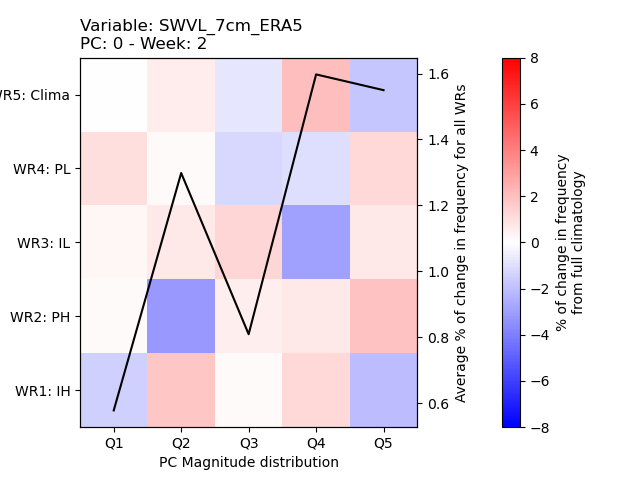 Variable: SWVL_7cm_ERA5
PC: 0 - Week: 2
WR5: Clima
WR4: PL
WR3: IL
WR2: PH
WR1: IH
Q1 Q2 Q3 Q4 Q5
PC Magnitude distribution
1.6
1.4
1.2
1.0
0.8
0.6
Average % of change in frequency for all WRs
8
6
4
2
0
−2
−4
−6
−8
% of change in frequency
from full climatology